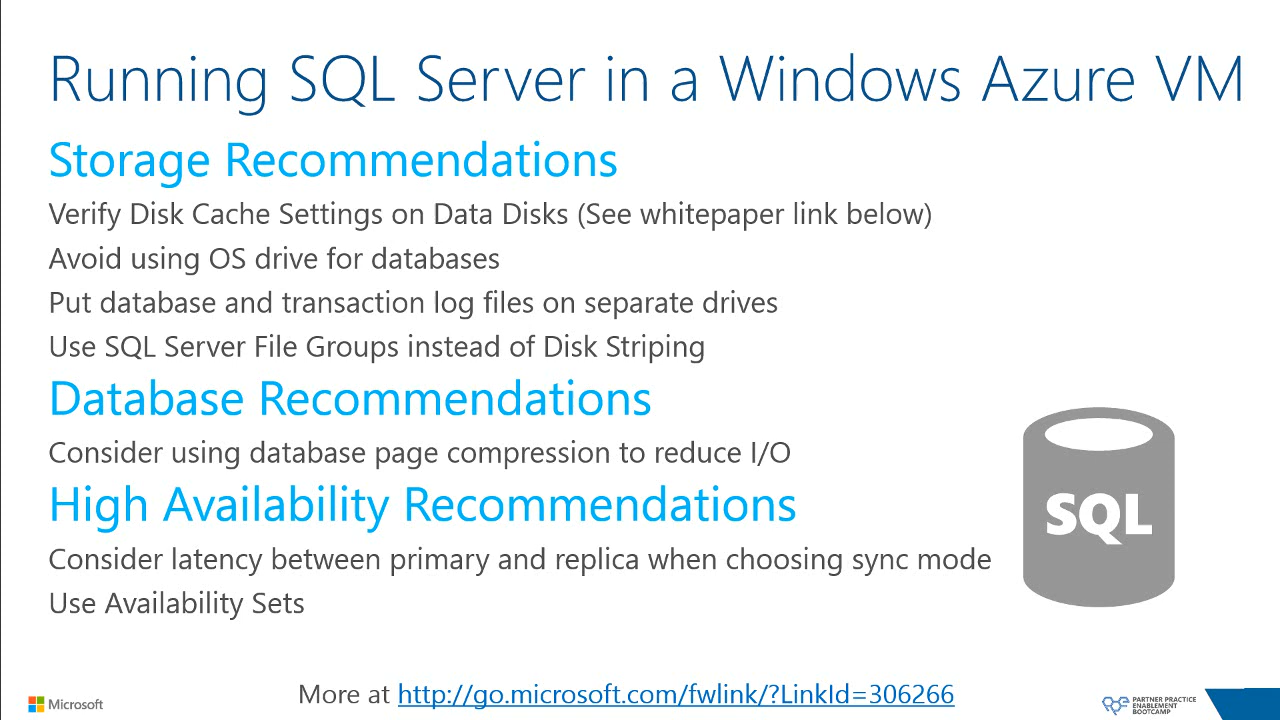 Running SQL Server in a Windows Azure VM
Storage Recommendations
Verify Disk Cache Settings on Data Disks (See whitepaper link below)
Avoid using OS drive for databases
Put database and transaction log files on separate drives
Use SQL Server File Groups instead of Disk Striping
Database Recommendations
Consider using database page compression to reduce I/O
High Availability Recommendations
Consider latency between primary and replica when choosing sync mode
Use Availability Sets
SQL
More at http://go.microsoft.com/fwlink/?LinkId=306266
Microsoft
PARTNER PRACTICE
ENABLEMENT
BOOTCAMP